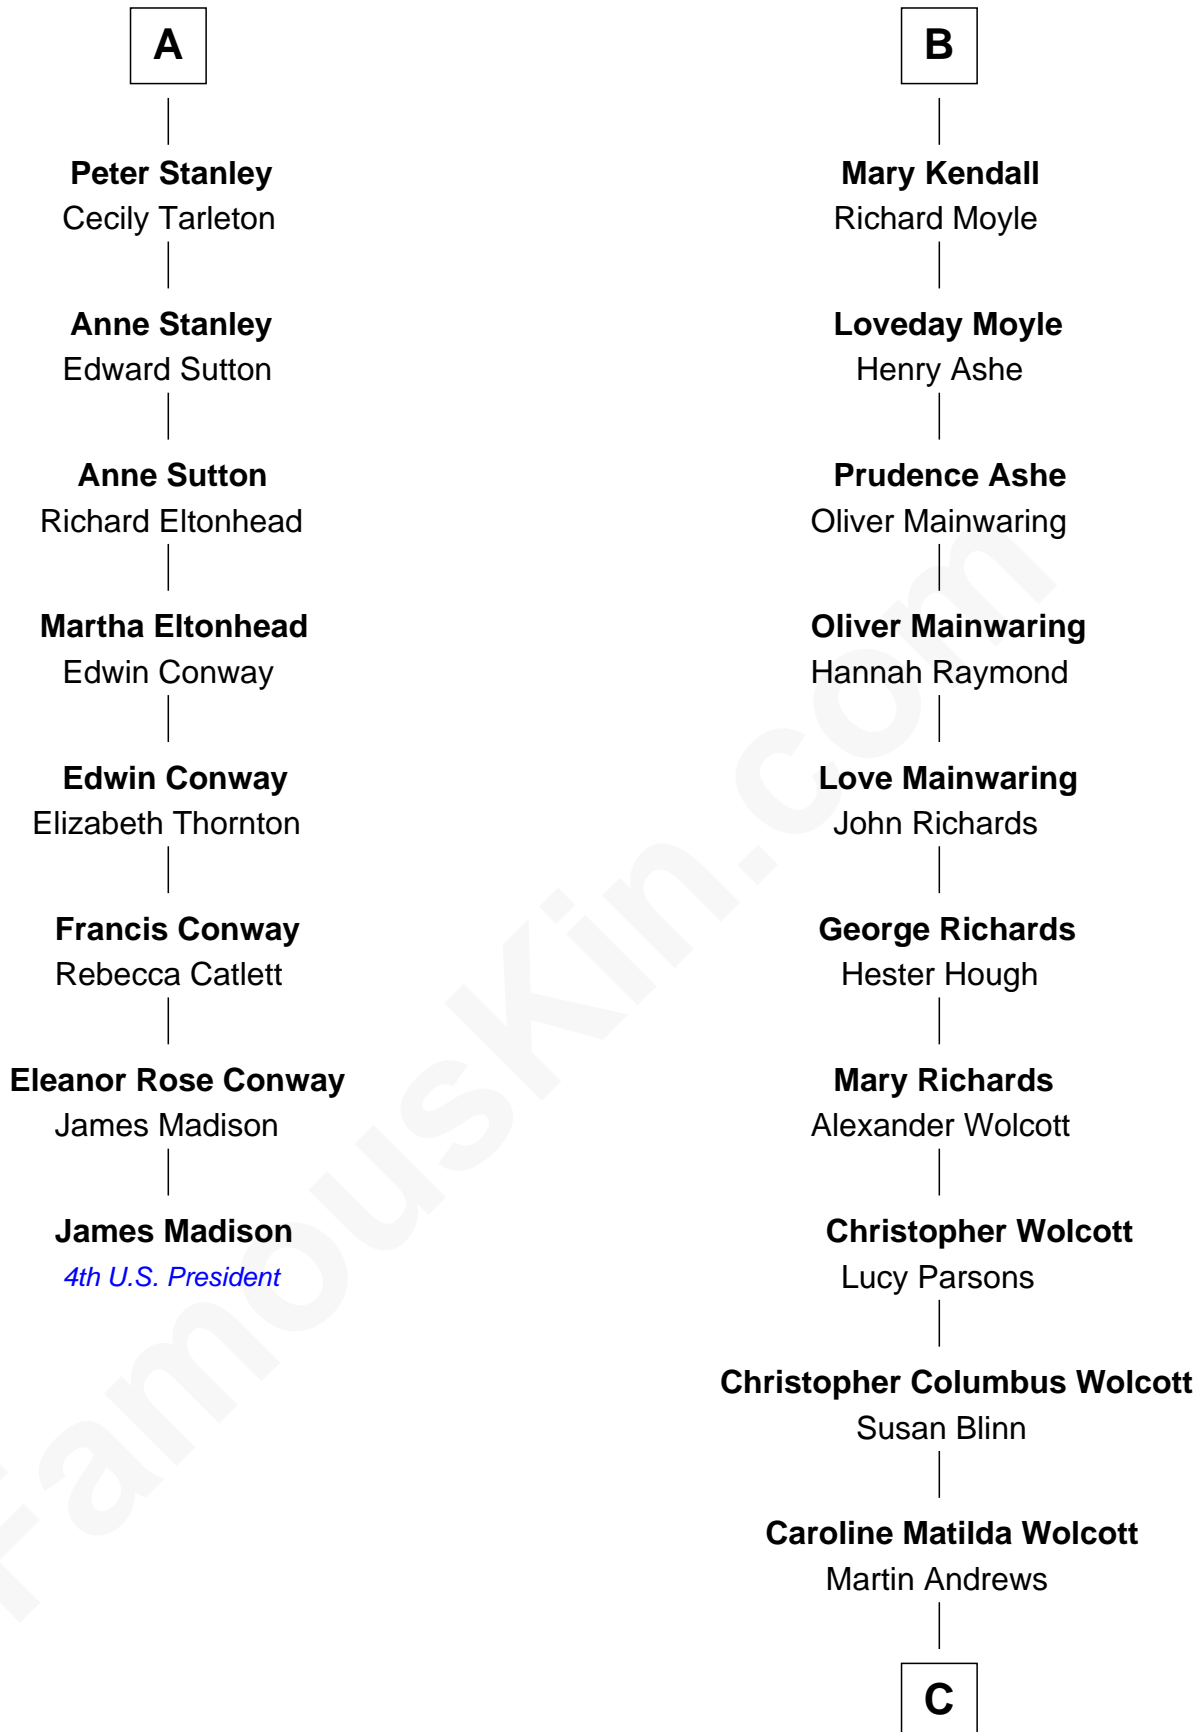 A
Peter Stanley
Cecily Tarleton
Anne Stanley
Edward Sutton
Anne Sutton
Richard Eltonhead
Martha Eltonhead
Edwin Conway
Edwin Conway
Elizabeth Thornton
Francis Conway
Rebecca Catlett
Eleanor Rose Conway
James Madison
James Madison
4th U.S. President
B
Mary Kendall
Richard Moyle
Loveday Moyle
Henry Ashe
Prudence Ashe
Oliver Mainwaring
Oliver Mainwaring
Hannah Raymond
Love Mainwaring
John Richards
George Richards
Hester Hough
Mary Richards
Alexander Wolcott
Christopher Wolcott
Lucy Parsons
Christopher Columbus Wolcott
Susan Blinn
Caroline Matilda Wolcott
Martin Andrews
C
FamousKin.com